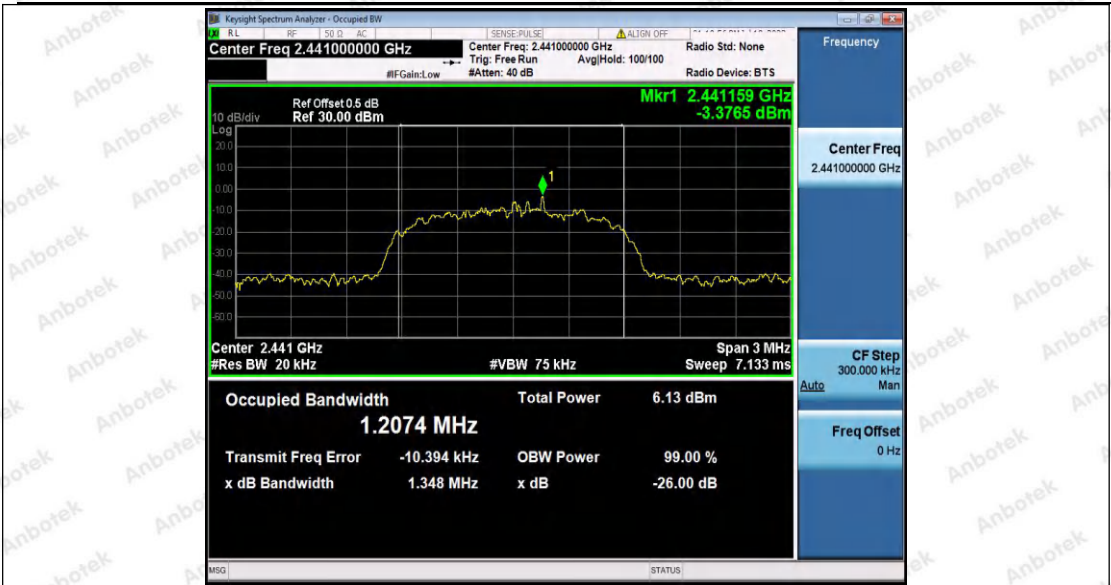 Keysight Spectrum Analyzer - Occupied BW
RL RF 50 Ω AC SENSE:PULSE ALIGN OFF
Center Freq 2.441000000 GHz
Center Freq: 2.441000000 GHz
Radio Std: None
Trig: Free Run Avg|Hold: 100/100
#IFGain:Low
#Atten: 40 dB
Radio Device: BTS
Frequency
Mkr1 2.441159 GHz
-3.3765 dBm
Ref Offset 0.5 dB
10 dB/div Ref 30.00 dBm
Log
20.0
10.0
0.00
-10.0
-20.0
-30.0
-40.0
-50.0
-60.0
1
Center 2.441 GHz
Span 3 MHz
#Res BW 20 kHz
#VBW 75 kHz
Sweep 7.133 ms
Center Freq
2.441000000 GHz
CF Step
300.000 kHz
Auto Man
Freq Offset
0 Hz
Occupied Bandwidth
1.2074 MHz
Total Power 6.13 dBm
Transmit Freq Error -10.394 kHz
OBW Power 99.00 %
x dB Bandwidth 1.348 MHz
x dB -26.00 dB
MSG
STATUS
Anbotek